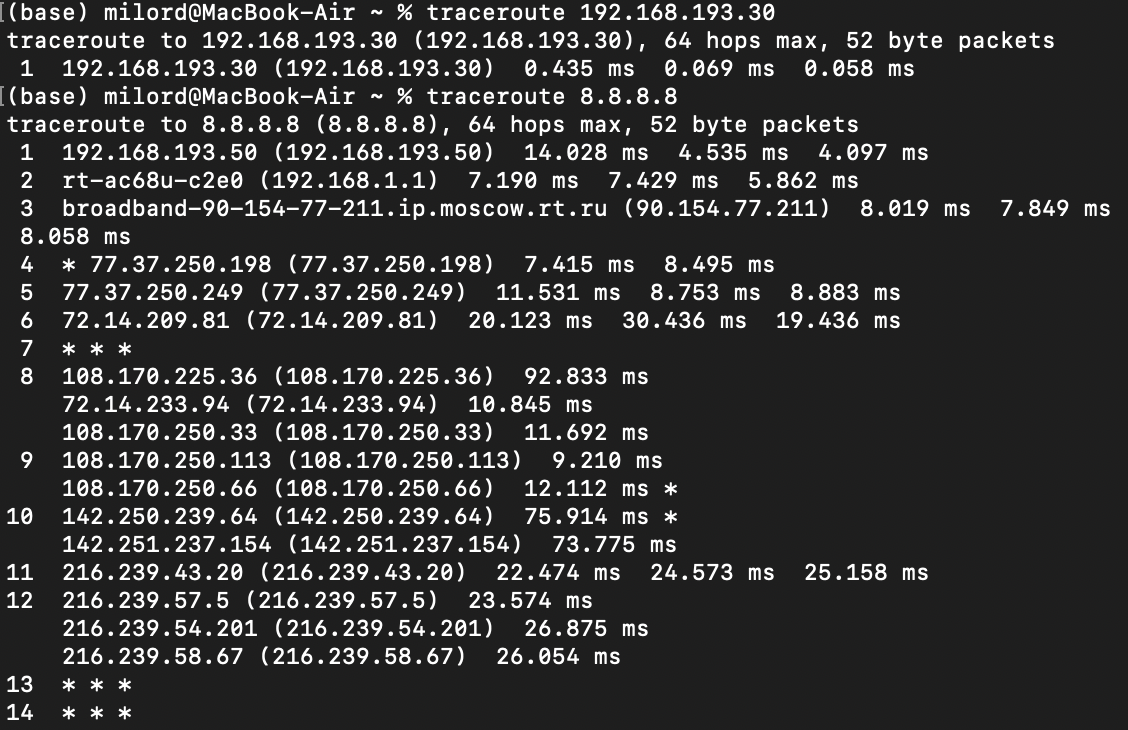 [(base) milord@MacBook-Air ~ % traceroute 192.168.193.30
traceroute to 192.168.193.30 (192.168.193.30), 64 hops max, 52 byte packets
 1  192.168.193.30 (192.168.193.30)  0.435 ms  0.069 ms  0.058 ms
[(base) milord@MacBook-Air ~ % traceroute 8.8.8.8
traceroute to 8.8.8.8 (8.8.8.8), 64 hops max, 52 byte packets
 1  192.168.193.50 (192.168.193.50)  14.028 ms  4.535 ms  4.097 ms
 2  rt-ac68u-c2e0 (192.168.1.1)  7.190 ms  7.429 ms  5.862 ms
 3  broadband-90-154-77-211.ip.moscow.rt.ru (90.154.77.211)  8.019 ms  7.849 ms
 8.058 ms
 4  * 77.37.250.198 (77.37.250.198)  7.415 ms  8.495 ms
 5  77.37.250.249 (77.37.250.249)  11.531 ms  8.753 ms  8.883 ms
 6  72.14.209.81 (72.14.209.81)  20.123 ms  30.436 ms  19.436 ms
 7  * * *
 8  108.170.225.36 (108.170.225.36)  92.833 ms
    72.14.233.94 (72.14.233.94)  10.845 ms
    108.170.250.33 (108.170.250.33)  11.692 ms
 9  108.170.250.113 (108.170.250.113)  9.210 ms
    108.170.250.66 (108.170.250.66)  12.112 ms *
10  142.250.239.64 (142.250.239.64)  75.914 ms *
    142.251.237.154 (142.251.237.154)  73.775 ms
11  216.239.43.20 (216.239.43.20)  22.474 ms  24.573 ms  25.158 ms
12  216.239.57.5 (216.239.57.5)  23.574 ms
    216.239.54.201 (216.239.54.201)  26.875 ms
    216.239.58.67 (216.239.58.67)  26.054 ms
13  * * *
14  * * *